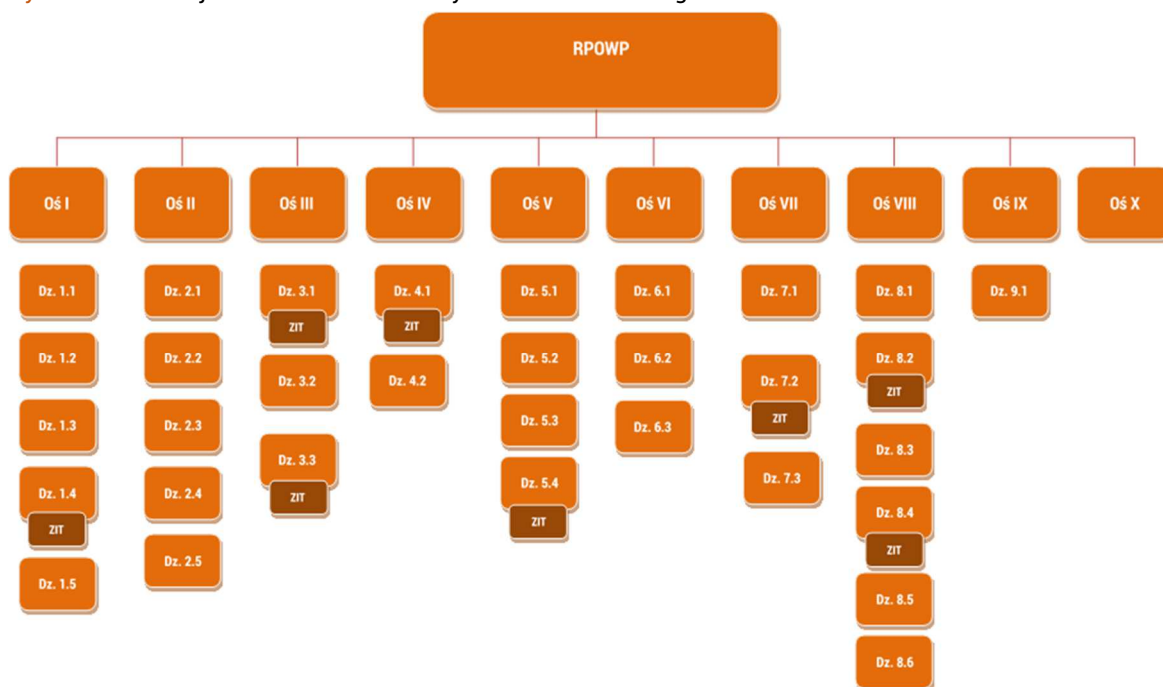 RPOWP
Oś I
Oś II
Oś III
Oś IV
Oś V
Oś VI
Oś VII
Oś VIII
Oś IX
Oś X
Dz. 1.1
Dz. 1.2
Dz. 1.3
Dz. 1.4
ZIT
Dz. 1.5
Dz. 2.1
Dz. 2.2
Dz. 2.3
Dz. 2.4
Dz. 2.5
Dz. 3.1
ZIT
Dz. 3.2
Dz. 3.3
ZIT
Dz. 4.1
ZIT
Dz. 4.2
Dz. 5.1
Dz. 5.2
Dz. 5.3
Dz. 5.4
ZIT
Dz. 6.1
Dz. 6.2
Dz. 6.3
Dz. 7.1
Dz. 7.2
ZIT
Dz. 7.3
Dz. 8.1
Dz. 8.2
ZIT
Dz. 8.3
Dz. 8.4
ZIT
Dz. 8.5
Dz. 8.6
Dz. 9.1